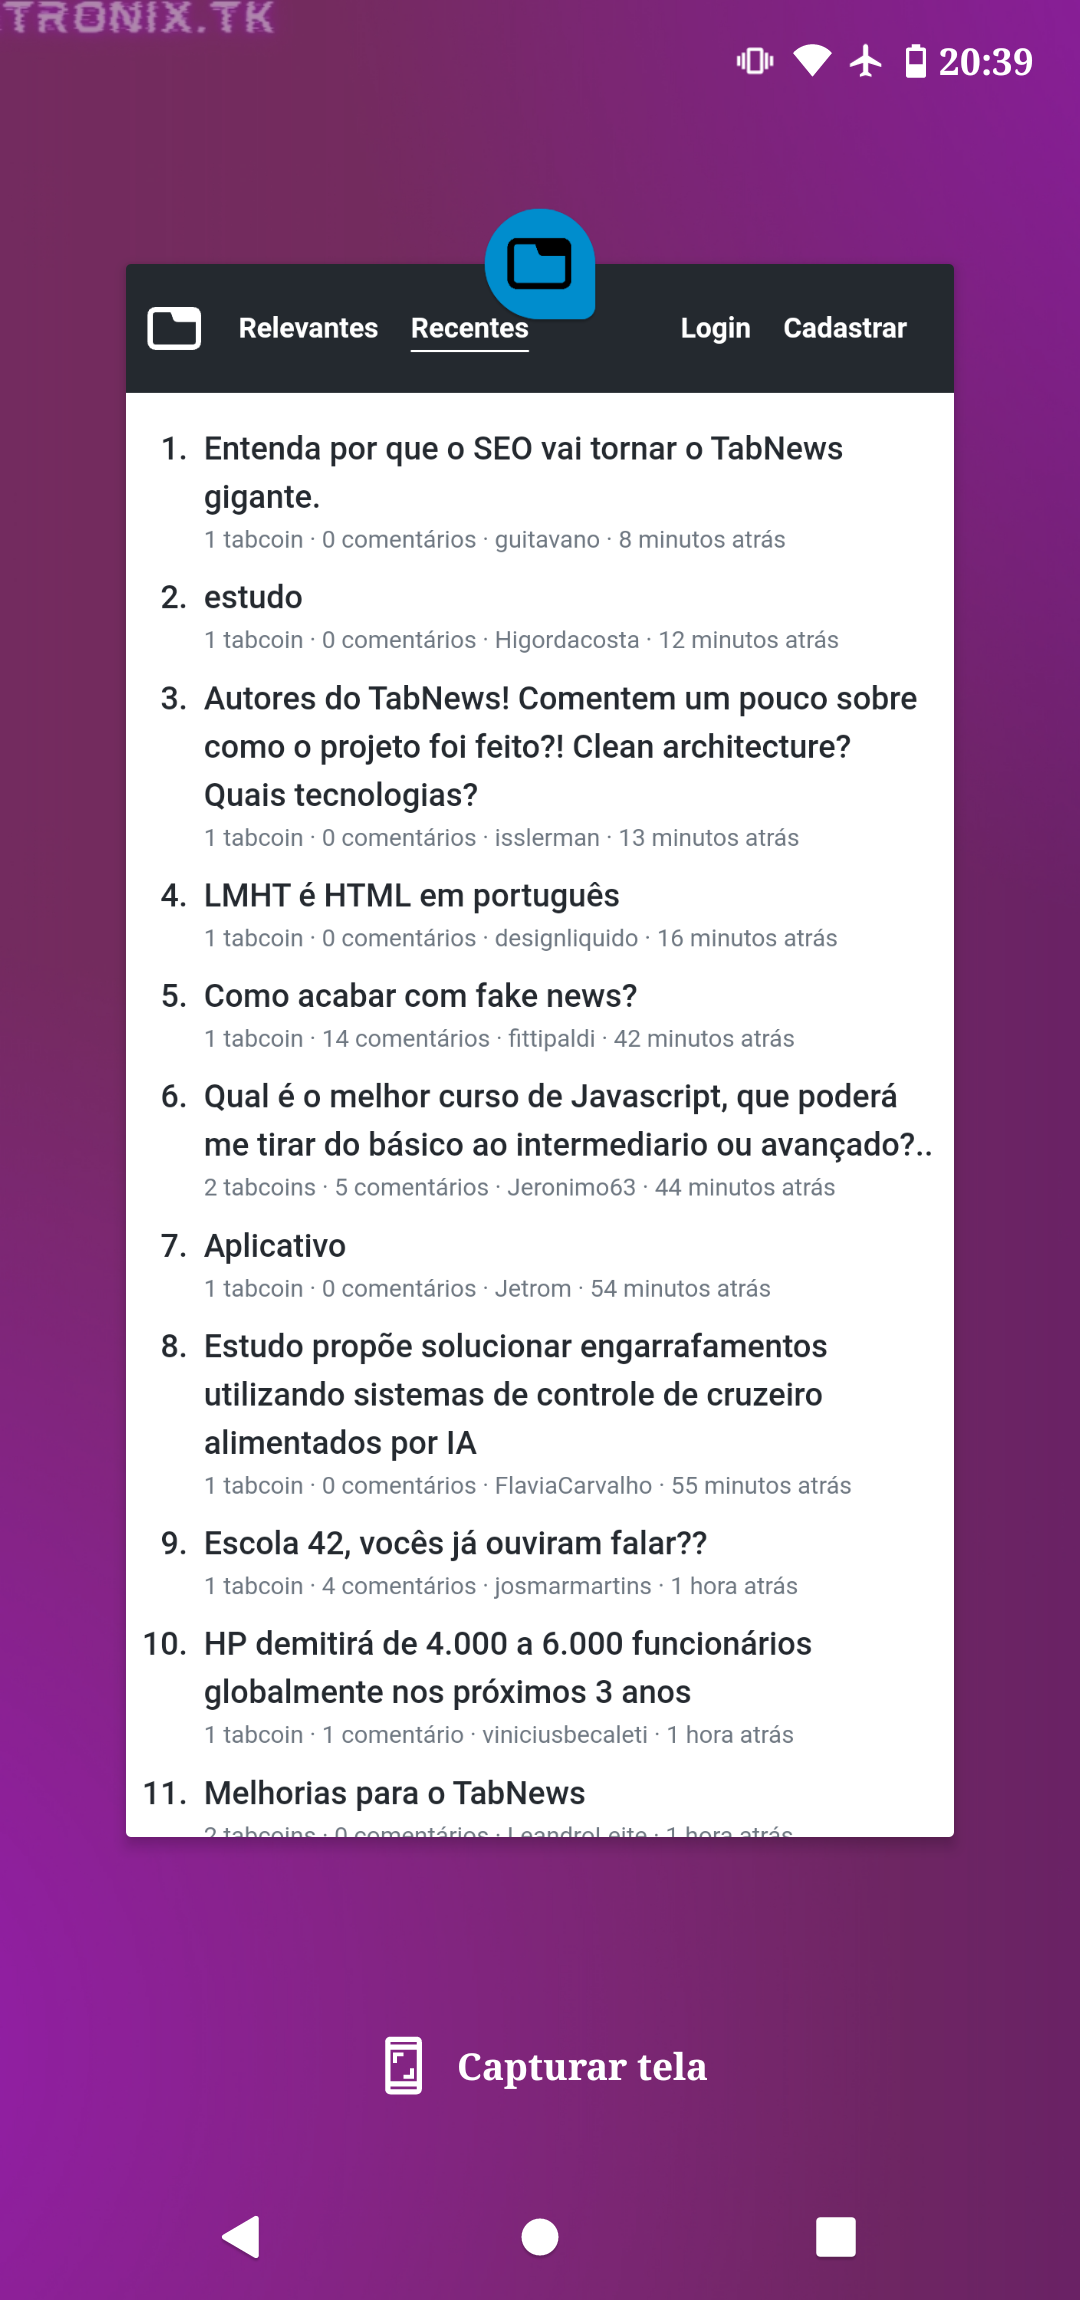 TRONIX.TK
20:39
Relevantes Recentes Login Cadastrar
1. Entenda por que o SEO vai tornar o TabNews
gigante.
1 tabcoin · 0 comentários · guitavano · 8 minutos atrás
2. estudo
1 tabcoin · 0 comentários · Higordacosta · 12 minutos atrás
3. Autores do TabNews! Comentem um pouco sobre
como o projeto foi feito?! Clean architecture?
Quais tecnologias?
1 tabcoin · 0 comentários · isslerman · 13 minutos atrás
4. LMHT é HTML em português
1 tabcoin · 0 comentários · designliquido · 16 minutos atrás
5. Como acabar com fake news?
1 tabcoin · 14 comentários · fittipaldi · 42 minutos atrás
6. Qual é o melhor curso de Javascript, que poderá
me tirar do básico ao intermediario ou avançado?..
2 tabcoins · 5 comentários · Jeronimo63 · 44 minutos atrás
7. Aplicativo
1 tabcoin · 0 comentários · Jetrom · 54 minutos atrás
8. Estudo propõe solucionar engarrafamentos
utilizando sistemas de controle de cruzeiro
alimentados por IA
1 tabcoin · 0 comentários · FlaviaCarvalho · 55 minutos atrás
9. Escola 42, vocês já ouviram falar??
1 tabcoin · 4 comentários · josmarmartins · 1 hora atrás
10. HP demitirá de 4.000 a 6.000 funcionários
globalmente nos próximos 3 anos
1 tabcoin · 1 comentário · viniciusbecaleti · 1 hora atrás
11. Melhorias para o TabNews
2 tabcoins · 0 comentários · LeandroLeite · 1 hora atrás
Capturar tela